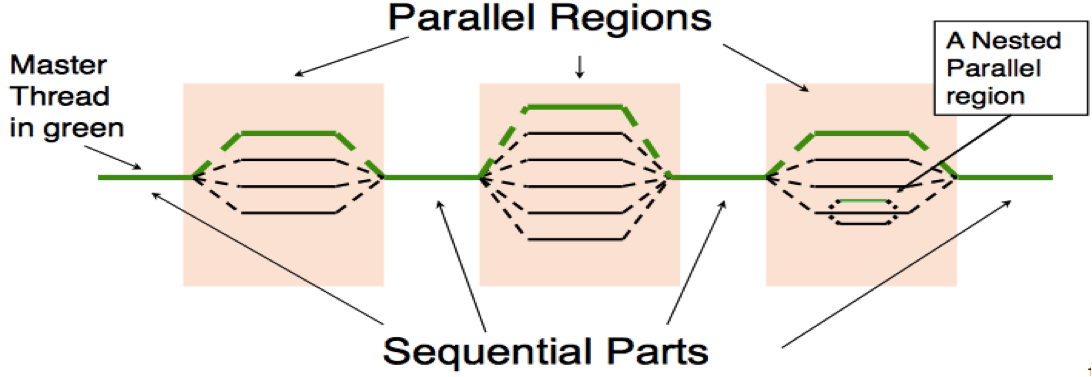 Parallel Regions
A Nested
Parallel
region
Master
Thread
in green
Sequential Parts